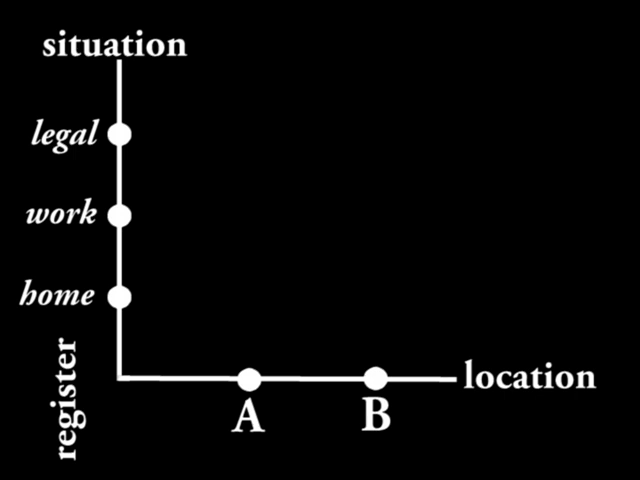 situation
legal
work
home
register
location
A
B